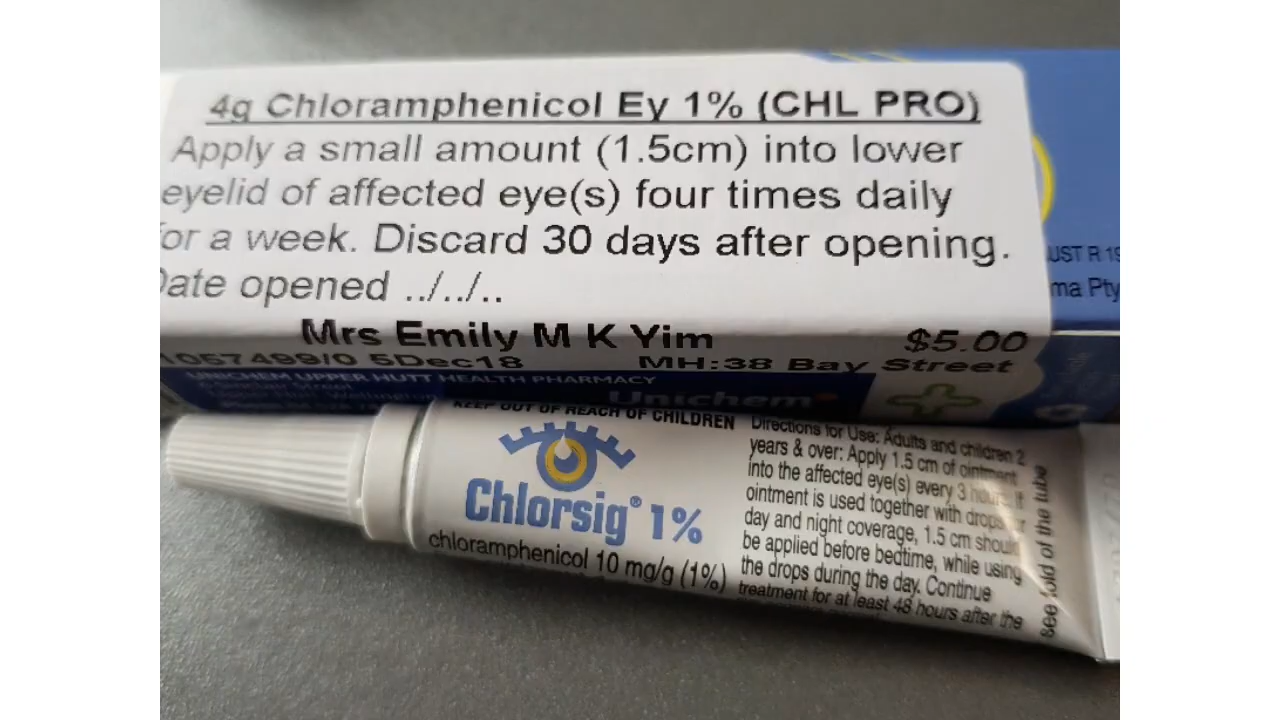 4g Chloramphenicol Ey 1% (CHL PRO)
Apply a small amount (1.5cm) into lower
eyelid of affected eye(s) four times daily
or a week. Discard 30 days after opening.
ate opened ../../..
Mrs Emily M K Yim $5.00
1057499/0 5Dec18 MH:38 Bay Street
UNICHEM UPPER HUTT HEALTH PHARMACY
Unichem
UST R 19
ma Pty
KEEP OUT OF REACH OF CHILDREN
Chlorsig® 1%
chloramphenicol 10 mg/g (1%)
Directions for Use: Adults and children 2
years & over: Apply 1.5 cm of ointment
into the affected eye(s) every 3 hours. If
ointment is used together with drops
day and night coverage, 1.5 cm shoul
be applied before bedtime, while using
the drops during the day. Continue
treatment for at least 48 hours after the
see fold of the tube